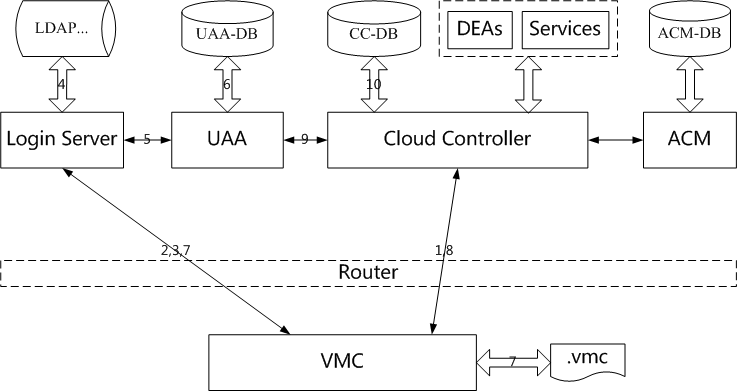 LDAP...
UAA-DB
CC-DB
DEAs
Services
ACM-DB
4
6
10
Login Server
5
UAA
9
Cloud Controller
ACM
2,3,7
1,8
Router
VMC
7
.vmc